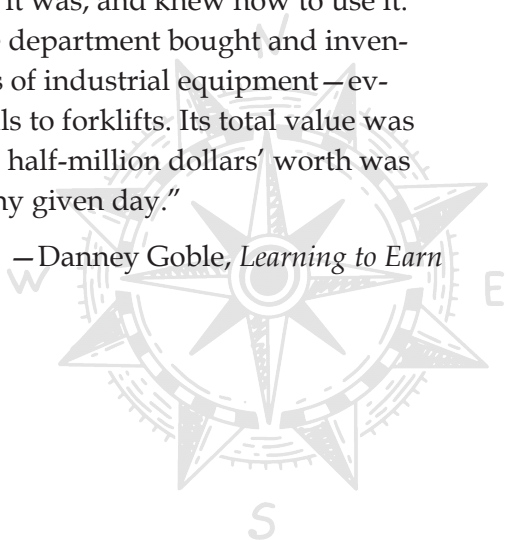 it was, and knew how to use it.
department bought and inven-
s of industrial equipment—ev-
ls to forklifts. Its total value was
half-million dollars' worth was
ny given day.”
—Danney Goble, Learning to Earn
N
W
E
S